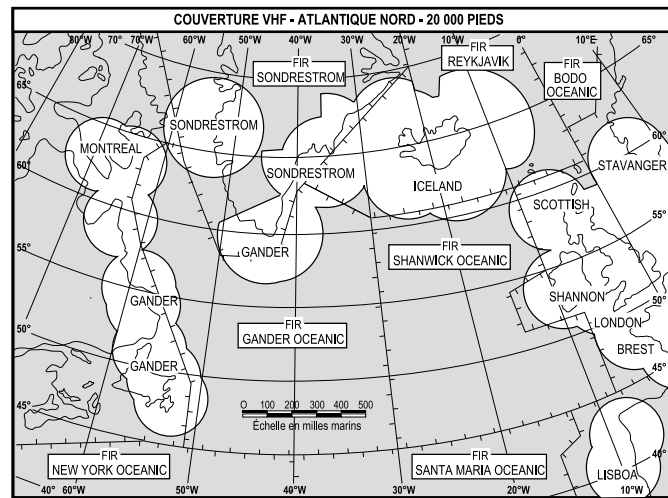 COUVERTURE VHF - ATLANTIQUE NORD - 20 000 PIEDS
80°W
70°W
60°W
50°W
40°W
30°W
20°W
10°W
0°
10°E
65°
FIR
SONDRESTROM
FIR
REYKJAVIK
FIR
BODO
OCEANIC
65°
60°
55°
50°
45°
60°
50°
45°
40°
MONTREAL
SONDRESTROM
SONDRESTROM
ICELAND
STAVANGER
SCOTTISH
GANDER
FIR
SHANWICK OCEANIC
SHANNON
GANDER
LONDON
FIR
GANDER OCEANIC
BREST
GANDER
0 100 200 300 400 500
Échelle en milles marins
FIR
NEW YORK OCEANIC
FIR
SANTA MARIA OCEANIC
LISBOA
40° 60°W
50°W
40°W
30°W
20°W
10°W